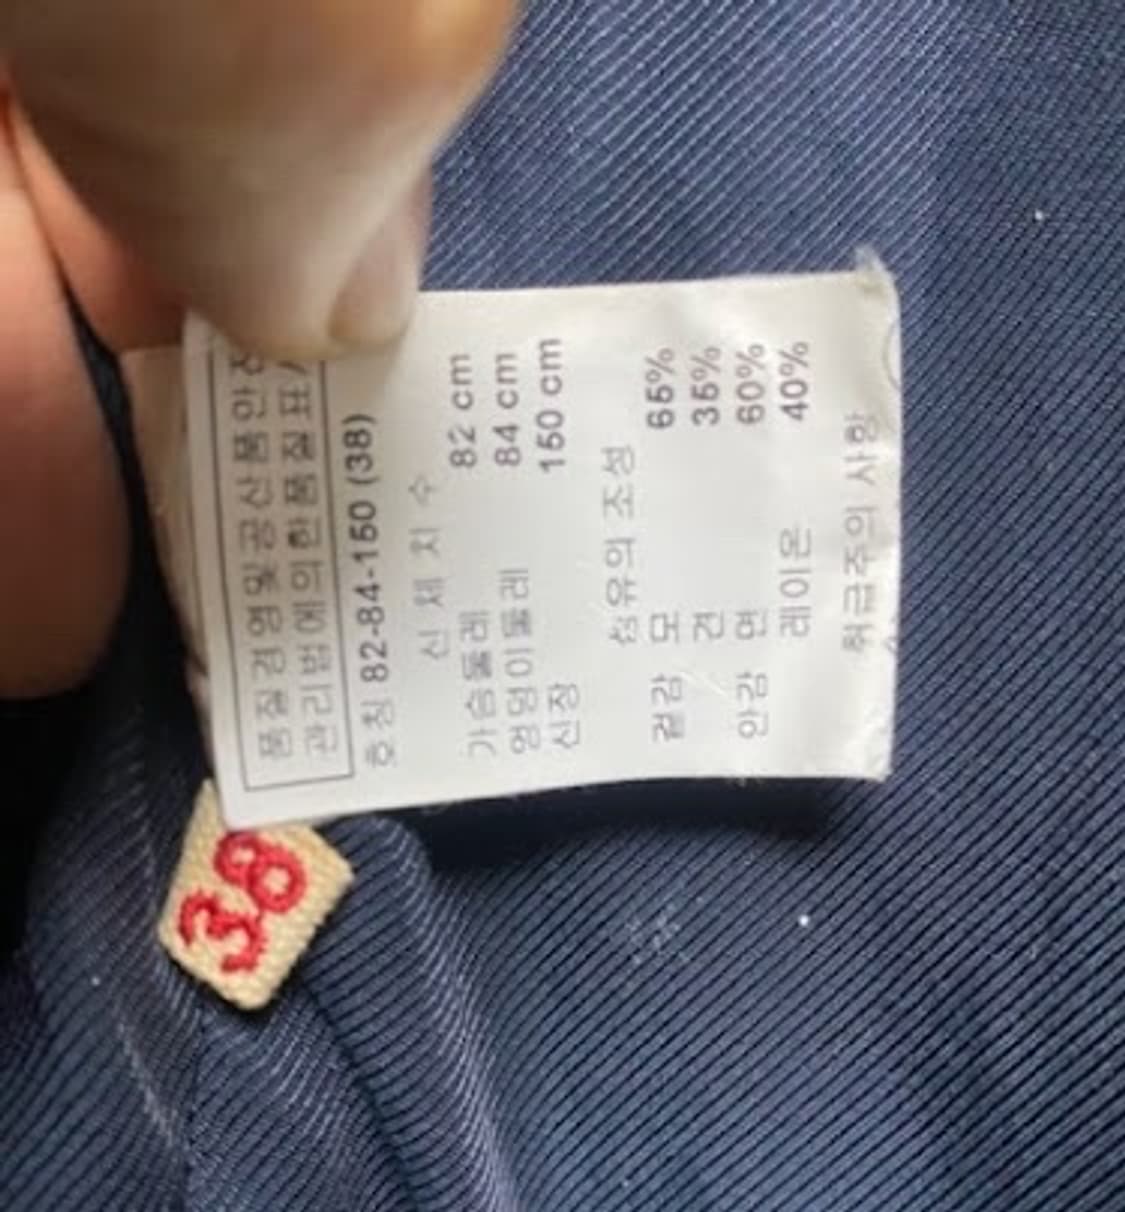 품질경영및공산품안전
관리법에의한품질표시
호칭 82-84-150 (38)
신 체 치 수
가슴둘레 82 cm
엉덩이둘레 84 cm
신장 150 cm
섬유의 조성
겉감 모 65%
견 35%
안감 면 60%
레이온 40%
취급주의 사항
38